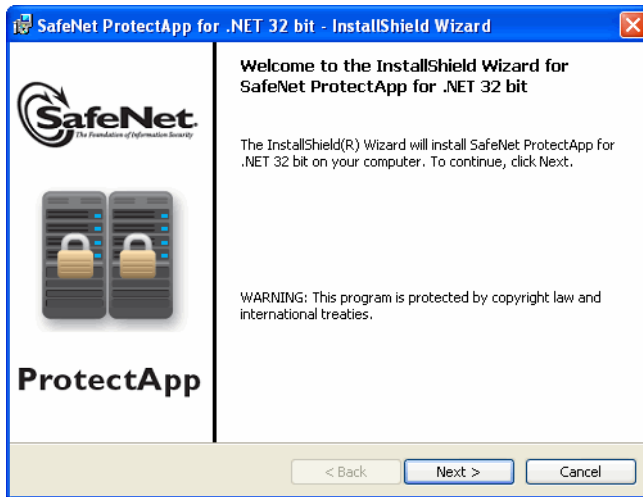 SafeNet ProtectApp for .NET 32 bit - InstallShield Wizard
SafeNet.
The Foundation of Information Security
ProtectApp
Welcome to the InstallShield Wizard for
SafeNet ProtectApp for .NET 32 bit
The InstallShield(R) Wizard will install SafeNet ProtectApp for
.NET 32 bit on your computer. To continue, click Next.
WARNING: This program is protected by copyright law and
international treaties.
< Back
Next >
Cancel